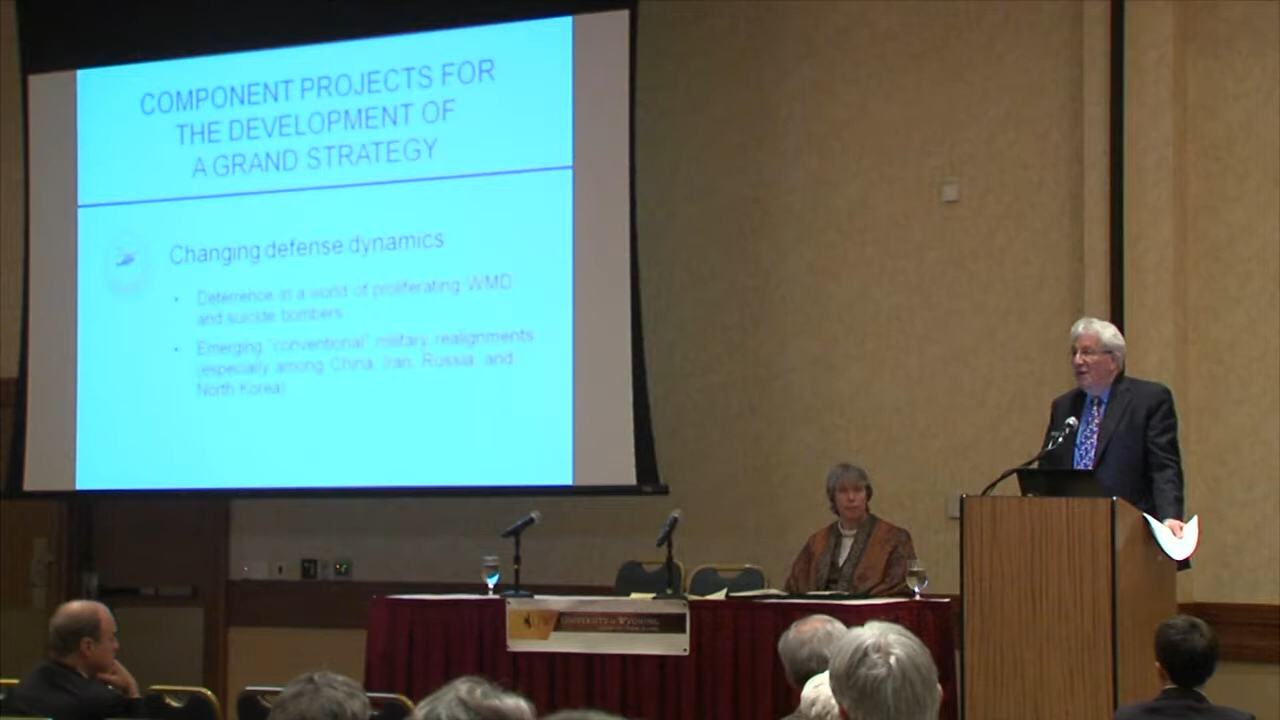 COMPONENT PROJECTS FOR
THE DEVELOPMENT OF
A GRAND STRATEGY
Changing defense dynamics
• Deterrence in a world of proliferating WMD
and suicide bombers
• Emerging "conventional" military realignments
(especially among China, Iran, Russia, and
North Korea)
UNIVERSITY OF WYOMING